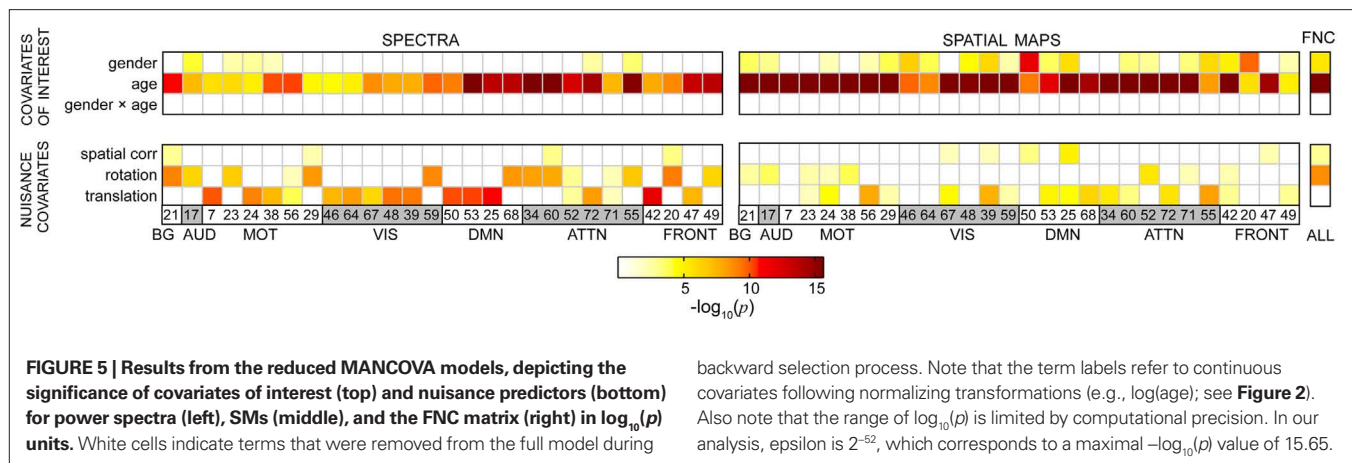 SPECTRA SPATIAL MAPS FNC
COVARIATES OF INTEREST
gender
age
gender × age
NUISANCE COVARIATES
spatial corr
rotation
translation
21 17 7 23 24 38 56 29 46 64 67 48 39 59 50 53 25 68 34 60 52 72 71 55 42 20 47 49
21 17 7 23 24 38 56 29 46 64 67 48 39 59 50 53 25 68 34 60 52 72 71 55 42 20 47 49
BG AUD MOT VIS DMN ATTN FRONT
BG AUD MOT VIS DMN ATTN FRONT ALL
5 10 15
-log10(p)
FIGURE 5 | Results from the reduced MANCOVA models, depicting the
significance of covariates of interest (top) and nuisance predictors (bottom)
for power spectra (left), SMs (middle), and the FNC matrix (right) in log10(p)
units. White cells indicate terms that were removed from the full model during
backward selection process. Note that the term labels refer to continuous
covariates following normalizing transformations (e.g., log(age); see Figure 2).
Also note that the range of log10(p) is limited by computational precision. In our
analysis, epsilon is 2−52, which corresponds to a maximal –log10(p) value of 15.65.